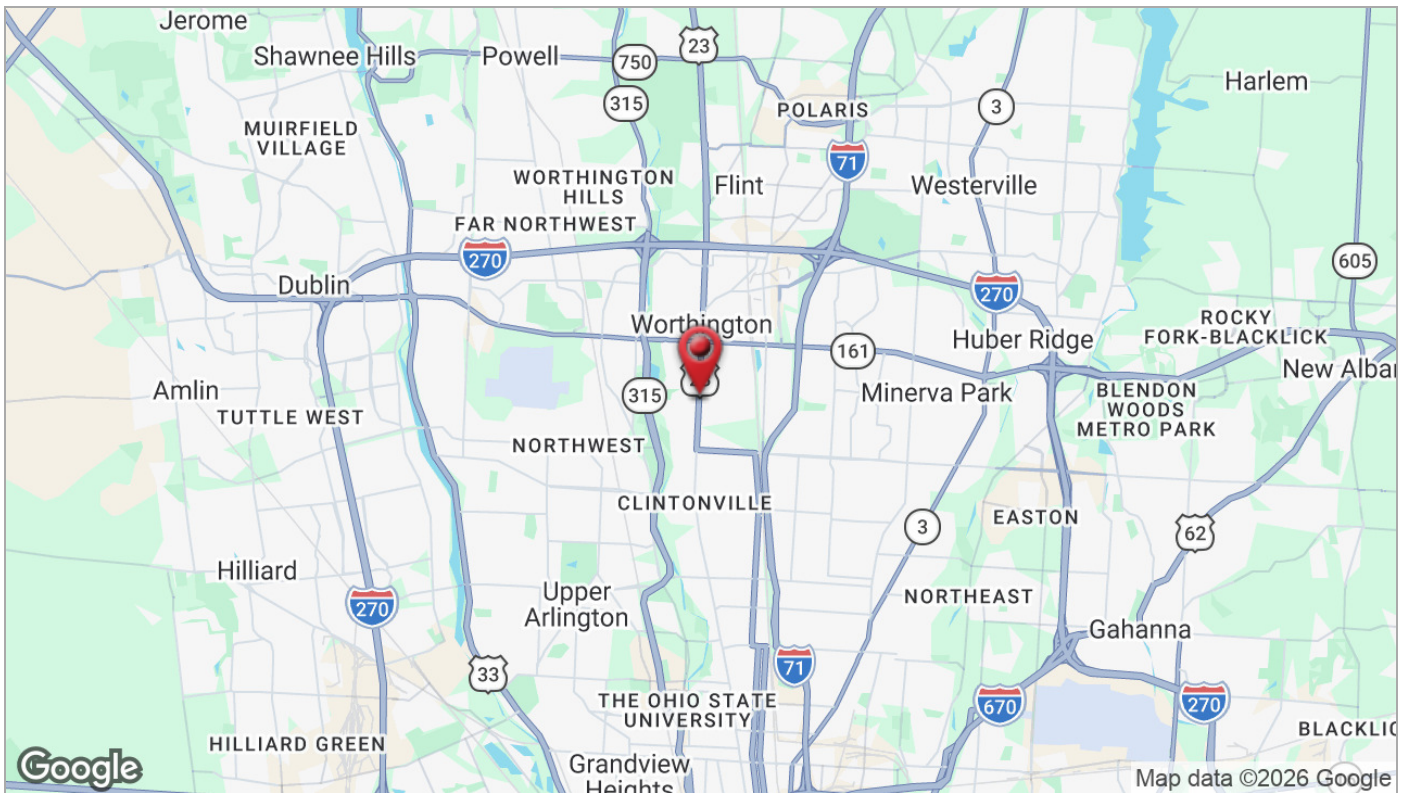 Jerome
Shawnee Hills
Powell
750
23
315
3
Harlem
POLARIS
MUIRFIELD
VILLAGE
71
WORTHINGTON
HILLS
Flint
Westerville
FAR NORTHWEST
270
605
Dublin
270
Worthington
ROCKY
FORK-BLACKLICK
Huber Ridge
161
New Albar
Amlin
315
Minerva Park
BLENDON
WOODS
METRO PARK
TUTTLE WEST
NORTHWEST
CLINTONVILLE
EASTON
3
62
Hilliard
Upper
Arlington
270
NORTHEAST
Gahanna
33
71
THE OHIO STATE
UNIVERSITY
670
270
BLACKLIC
HILLIARD GREEN
Grandview
Heights
Google
Map data ©2026 Google